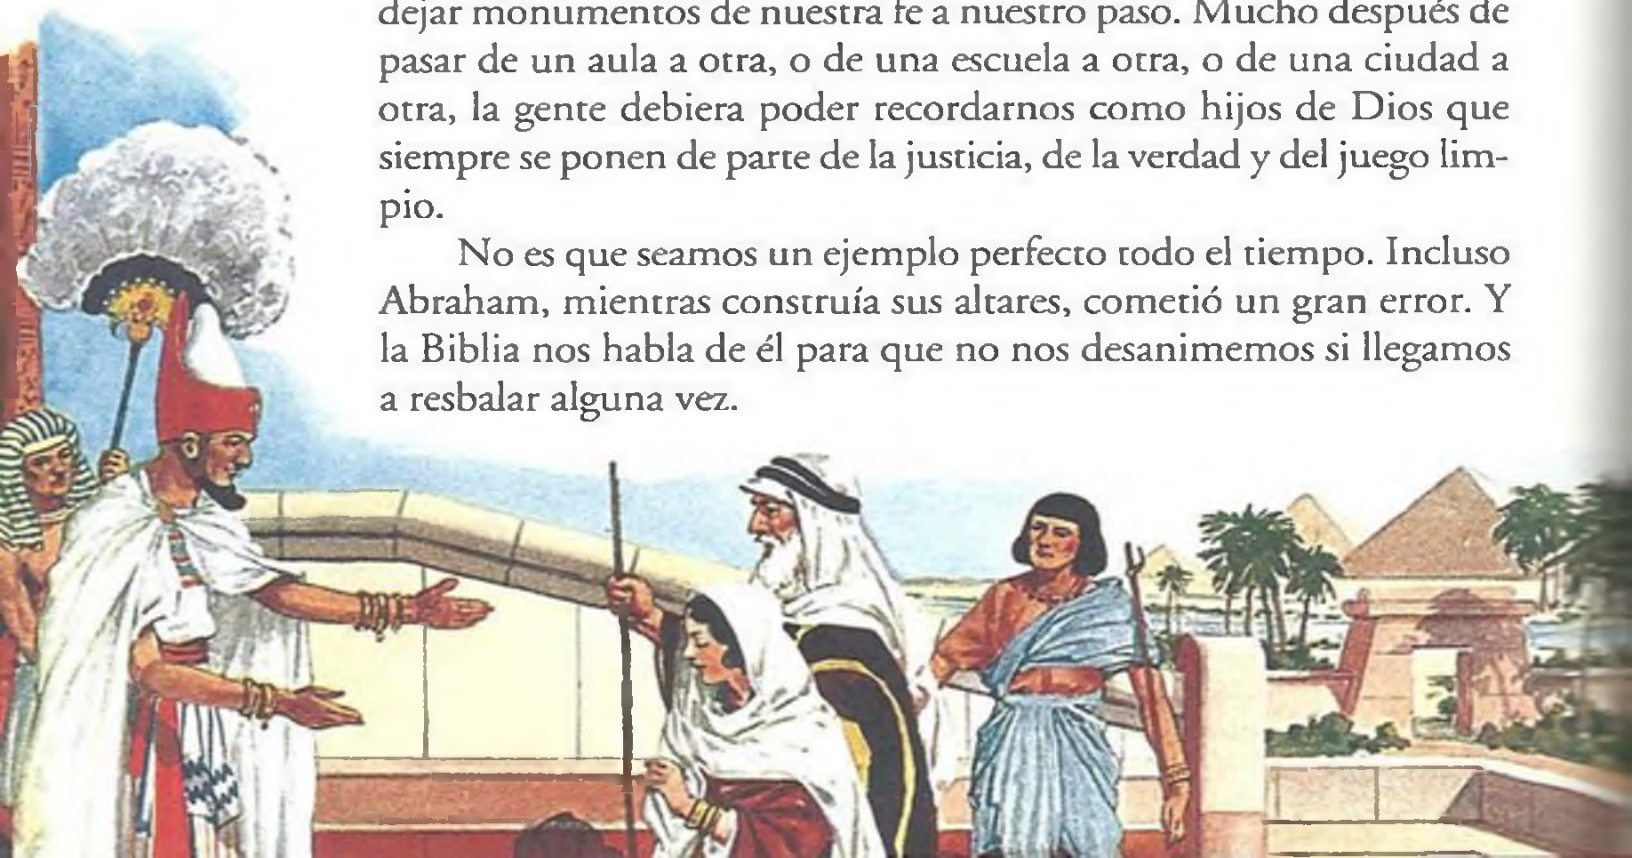 dejar monumentos de nuestra fe a nuestro paso. Mucho después de
pasar de un aula a otra, o de una escuela a otra, o de una ciudad a
otra, la gente debiera poder recordarnos como hijos de Dios que
siempre se ponen de parte de la justicia, de la verdad y del juego lim-
pio.
No es que seamos un ejemplo perfecto todo el tiempo. Incluso
Abraham, mientras construía sus altares, cometió un gran error. Y
la Biblia nos habla de él para que no nos desanimemos si llegamos
a resbalar alguna vez.